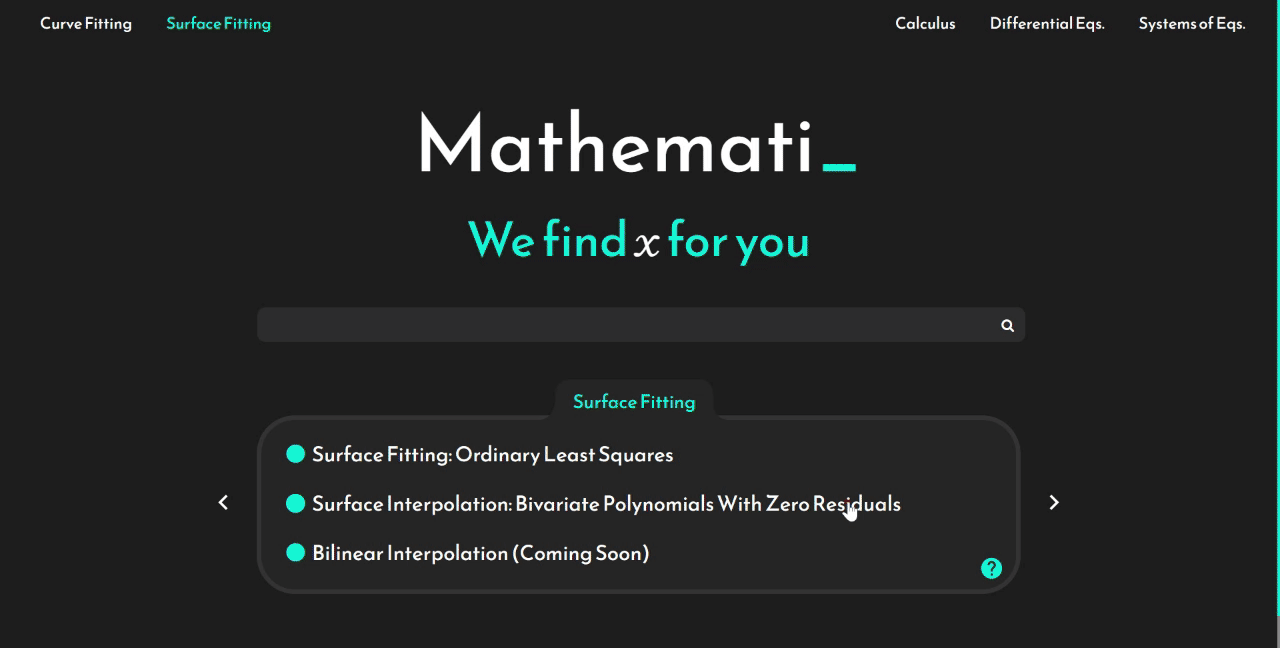 Curve Fitting Surface Fitting Calculus Differential Eqs. Systems of Eqs.
Mathemati_
We find x for you
Surface Fitting
Surface Fitting: Ordinary Least Squares
Surface Interpolation: Bivariate Polynomials With Zero Residuals
Bilinear Interpolation (Coming Soon)
?